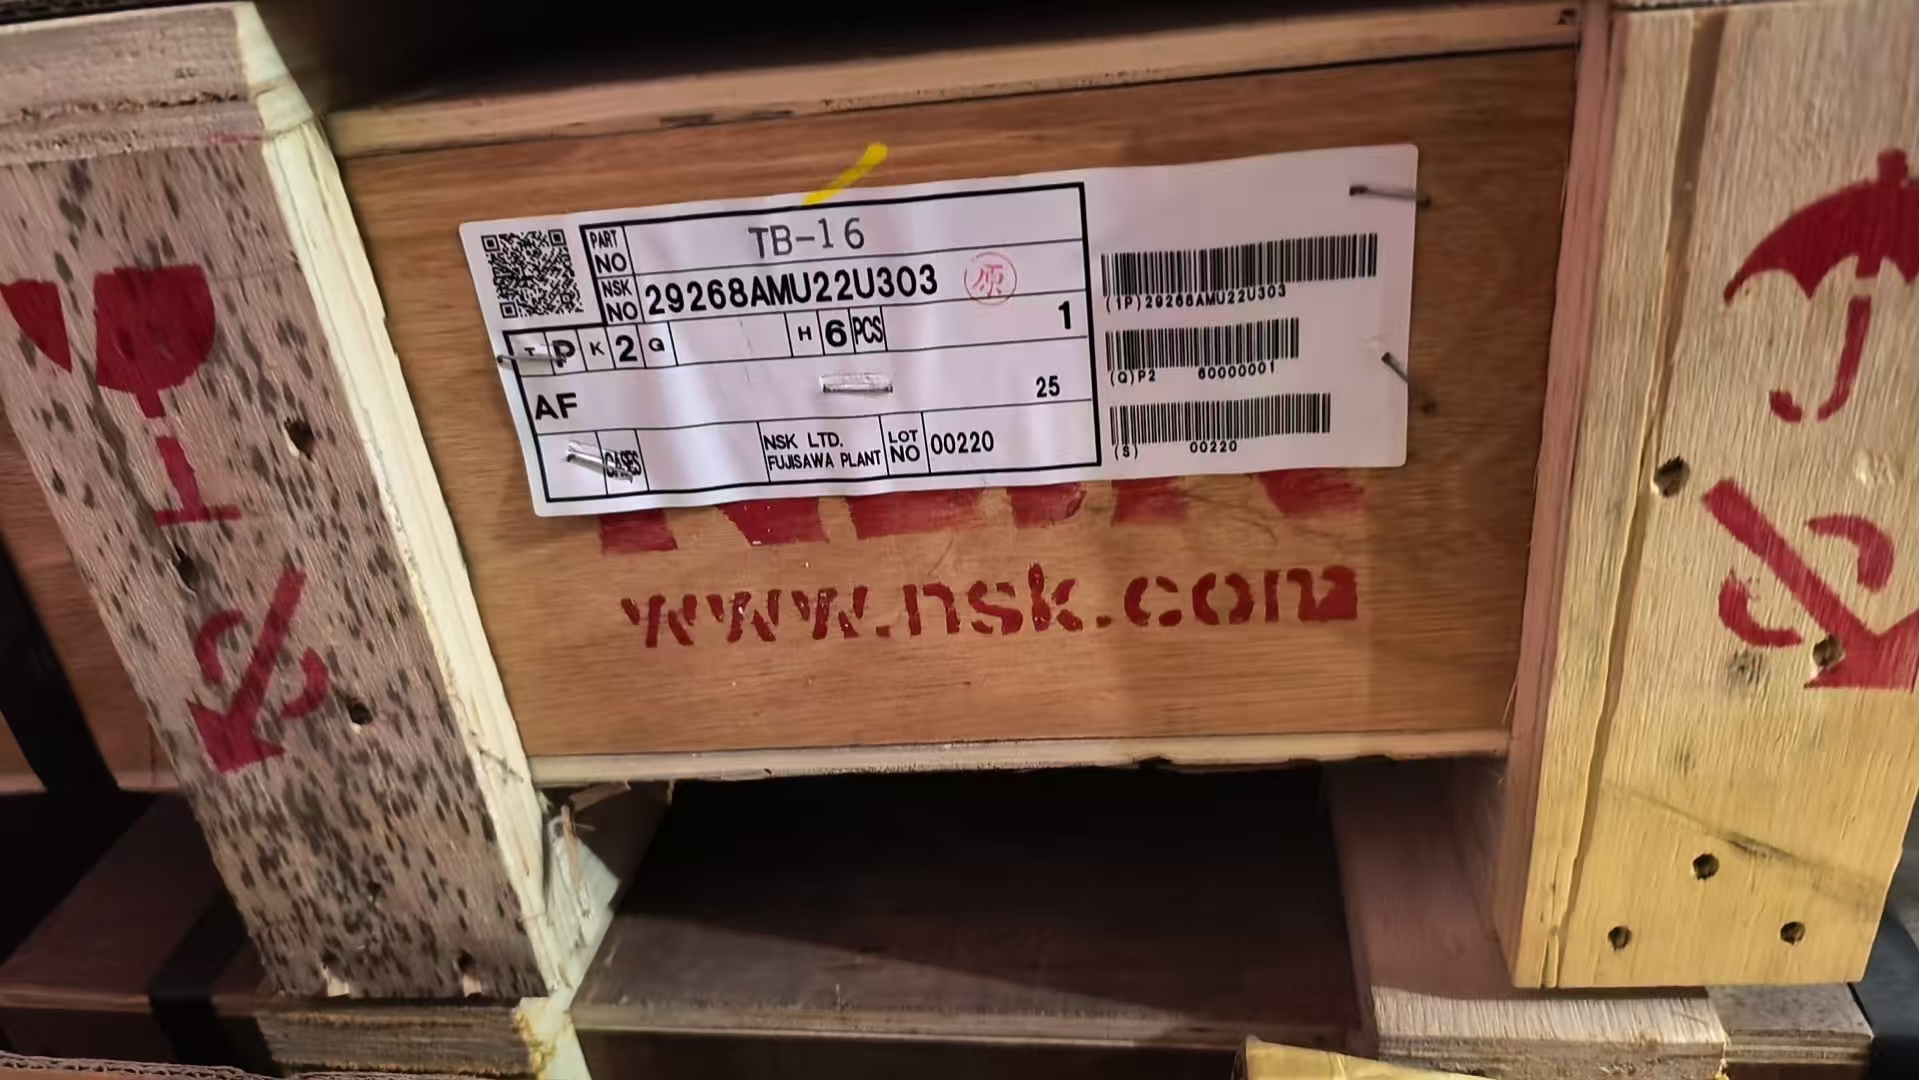 PART NO TB-16
NSK NO 29268AMU22U303 原
T P K 2 Q H 6 PCS 1
AF 25
CASES NSK LTD. FUJISAWA PLANT LOT NO 00220
(1P)29268AMU22U303
(Q)P2 60000001
(S) 00220
www.nsk.com